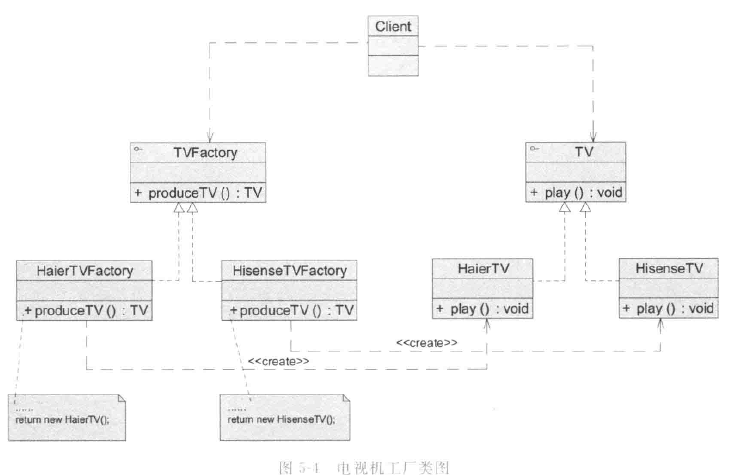 Client
TVFactory
+ produceTV () : TV
TV
+ play () : void
HaierTVFactory
.+ produceTV () : TV
HisenseTVFactory
+ produceTV () : TV
HaierTV
+ play () : void
HisenseTV
+ play () : void
<<create>>
<<create>>
......
return new HaierTV();
......
return new HisenseTV();
图 5-4 电视机工厂类图